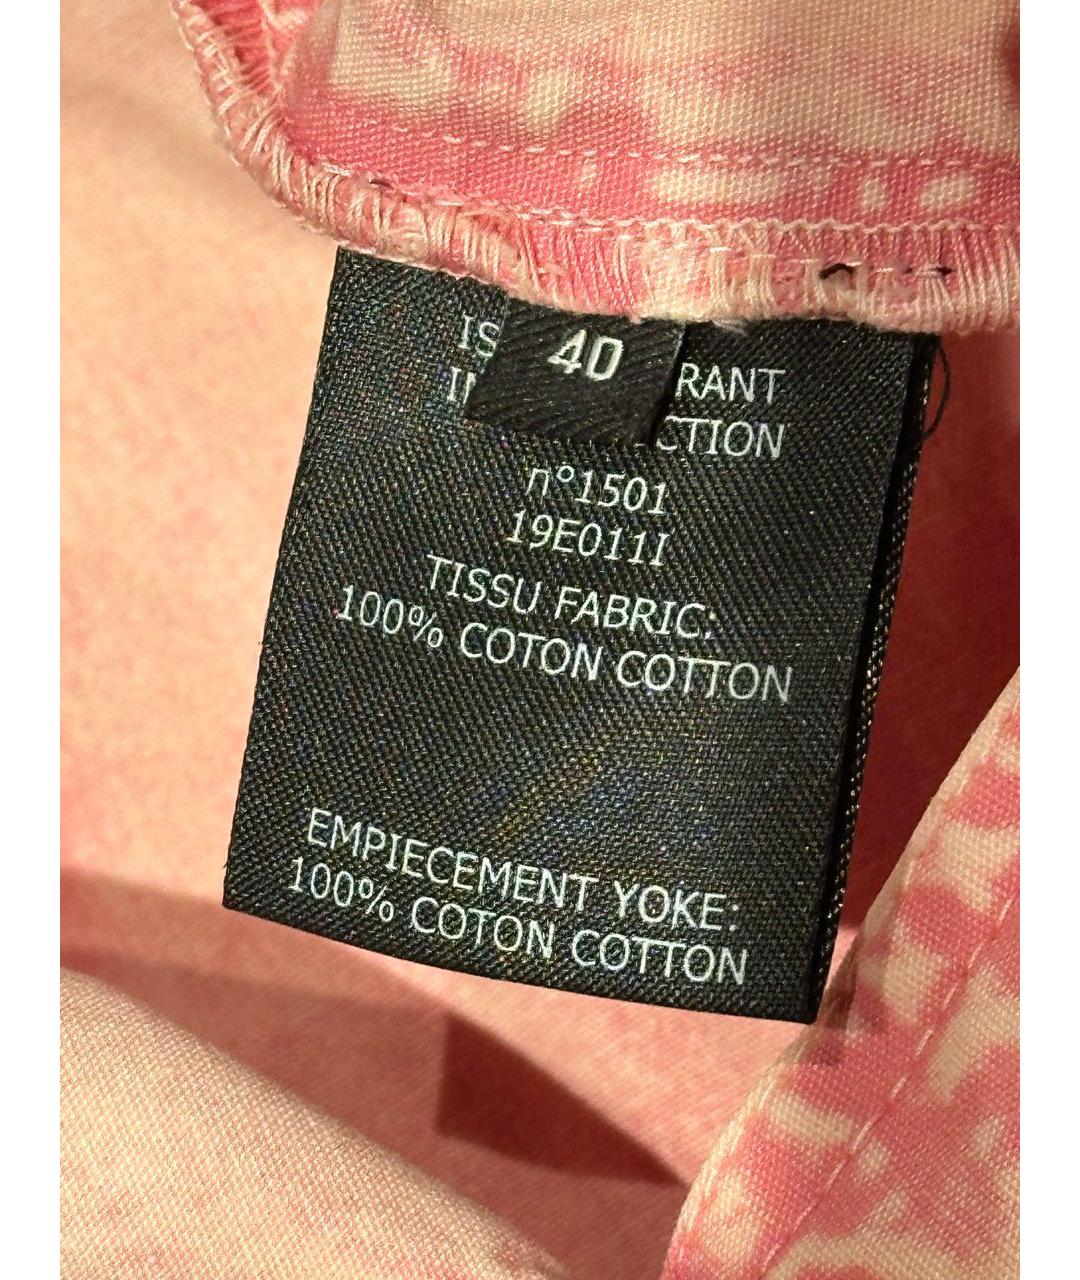 40
n°1501
19E011I
TISSU FABRIC:
100% COTON COTTON
EMPIECEMENT YOKE:
100% COTON COTTON